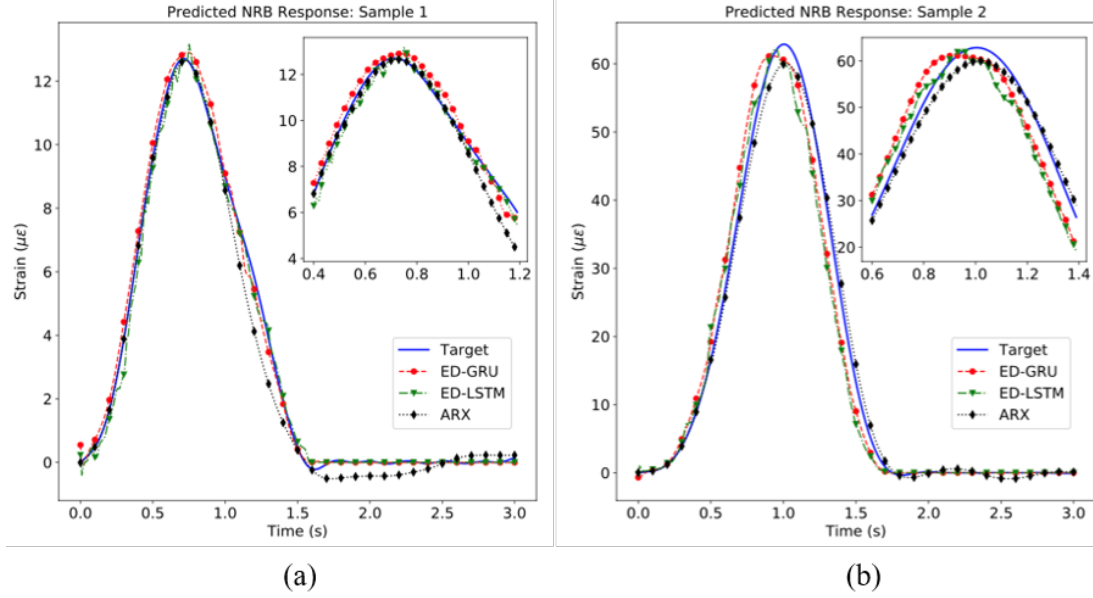 Predicted NRB Response: Sample 1
Strain (με)
12
10
8
6
4
2
0
0.0 0.5 1.0 1.5 2.0 2.5 3.0
Time (s)
14
12
10
8
6
4
0.4 0.6 0.8 1.0 1.2
Target
ED-GRU
ED-LSTM
ARX
(a)
Predicted NRB Response: Sample 2
Strain (με)
60
50
40
30
20
10
0
0.0 0.5 1.0 1.5 2.0 2.5 3.0
Time (s)
60
50
40
30
20
0.6 0.8 1.0 1.2 1.4
Target
ED-GRU
ED-LSTM
ARX
(b)